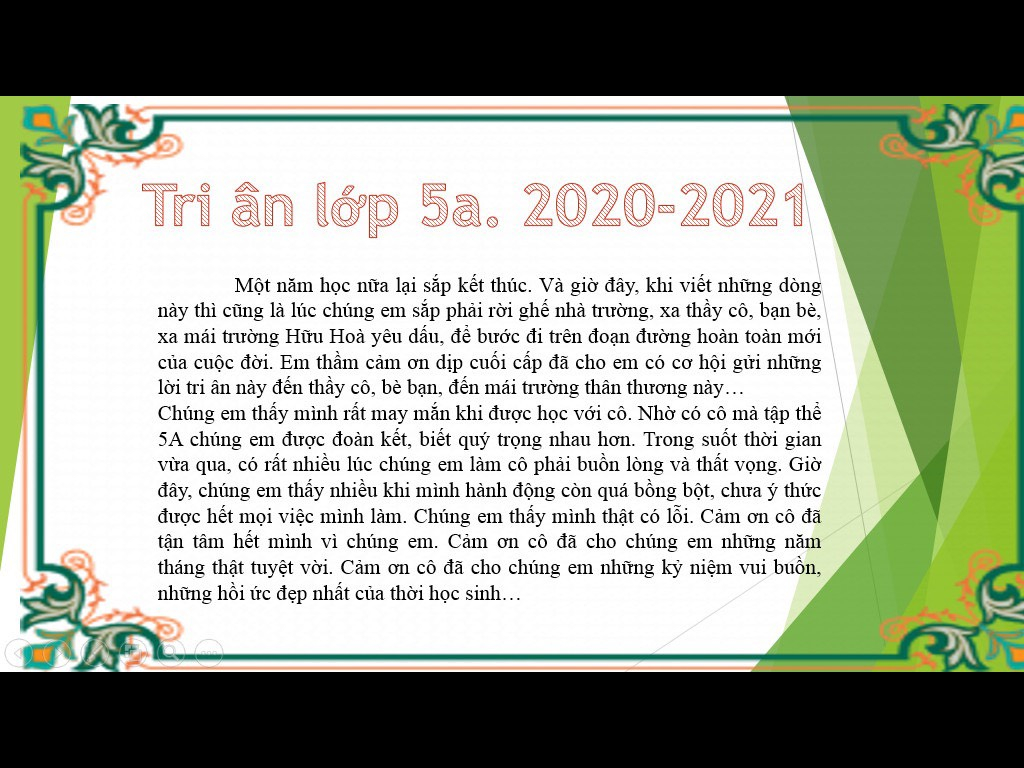 Tri ân lớp 5a. 2020-2021
Một năm học nữa lại sắp kết thúc. Và giờ đây, khi viết những dòng
này thì cũng là lúc chúng em sắp phải rời ghế nhà trường, xa thầy cô, bạn bè,
xa mái trường Hữu Hoà yêu dấu, để bước đi trên đoạn đường hoàn toàn mới
của cuộc đời. Em thầm cảm ơn dịp cuối cấp đã cho em có cơ hội gửi những
lời tri ân này đến thầy cô, bè bạn, đến mái trường thân thương này…
Chúng em thấy mình rất may mắn khi được học với cô. Nhờ có cô mà tập thể
5A chúng em được đoàn kết, biết quý trọng nhau hơn. Trong suốt thời gian
vừa qua, có rất nhiều lúc chúng em làm cô phải buồn lòng và thất vọng. Giờ
đây, chúng em thấy nhiều khi mình hành động còn quá bồng bột, chưa ý thức
được hết mọi việc mình làm. Chúng em thấy mình thật có lỗi. Cảm ơn cô đã
tận tâm hết mình vì chúng em. Cảm ơn cô đã cho chúng em những năm
tháng thật tuyệt vời. Cảm ơn cô đã cho chúng em những kỷ niệm vui buồn,
những hồi ức đẹp nhất của thời học sinh…